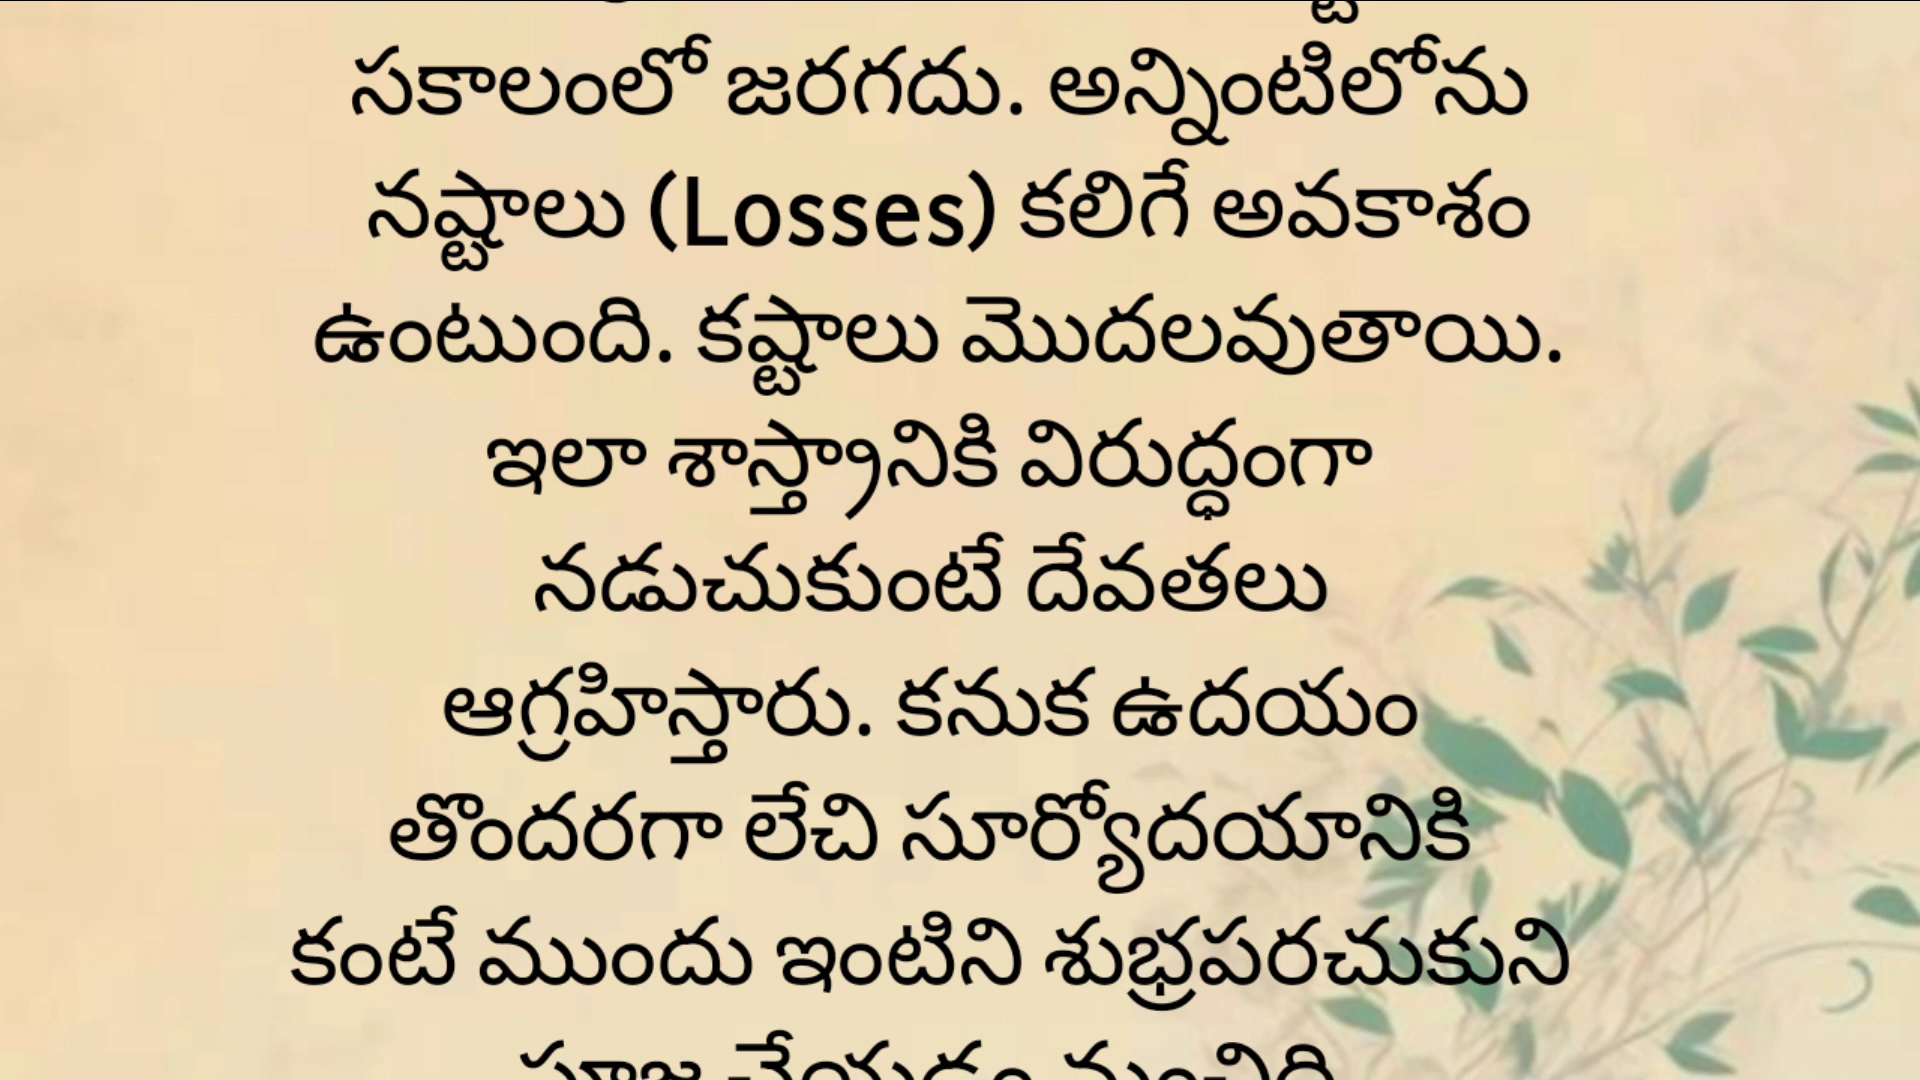 సకాలంలో జరగదు. అన్నింటిలోను
నష్టాలు (Losses) కలిగే అవకాశం
ఉంటుంది. కష్టాలు మొదలవుతాయి.
ఇలా శాస్త్రానికి విరుద్ధంగా
నడుచుకుంటే దేవతలు
ఆగ్రహిస్తారు. కనుక ఉదయం
తొందరగా లేచి సూర్యోదయానికి
కంటే ముందు ఇంటిని శుభ్రపరచుకుని
పూజ చేయడం మంచిది